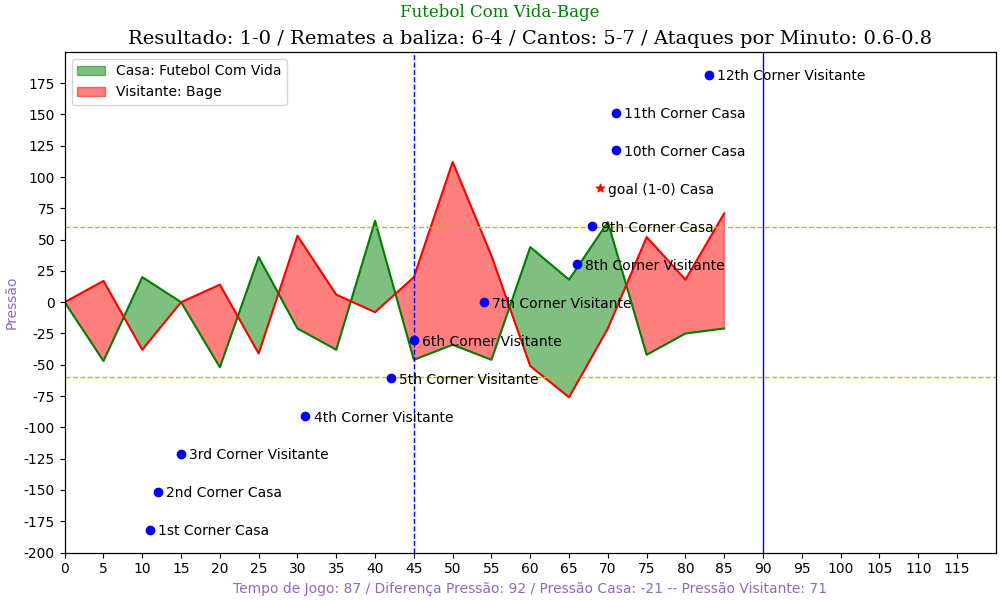 Futebol Com Vida-Bage
Resultado: 1-0 / Remates a baliza: 6-4 / Cantos: 5-7 / Ataques por Minuto: 0.6-0.8
Casa: Futebol Com Vida
Visitante: Bage
12th Corner Visitante
11th Corner Casa
10th Corner Casa
goal (1-0) Casa
9th Corner Casa
8th Corner Visitante
7th Corner Visitante
6th Corner Visitante
5th Corner Visitante
4th Corner Visitante
3rd Corner Visitante
2nd Corner Casa
1st Corner Casa
Pressão
175
150
125
100
75
50
25
0
-25
-50
-75
-100
-125
-150
-175
-200
0 5 10 15 20 25 30 35 40 45 50 55 60 65 70 75 80 85 90 95 100 105 110 115
Tempo de Jogo: 87 / Diferença Pressão: 92 / Pressão Casa: -21 -- Pressão Visitante: 71